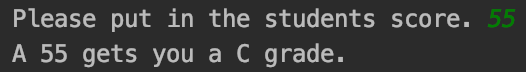 Please put in the students score. 55
A 55 gets you a C grade.